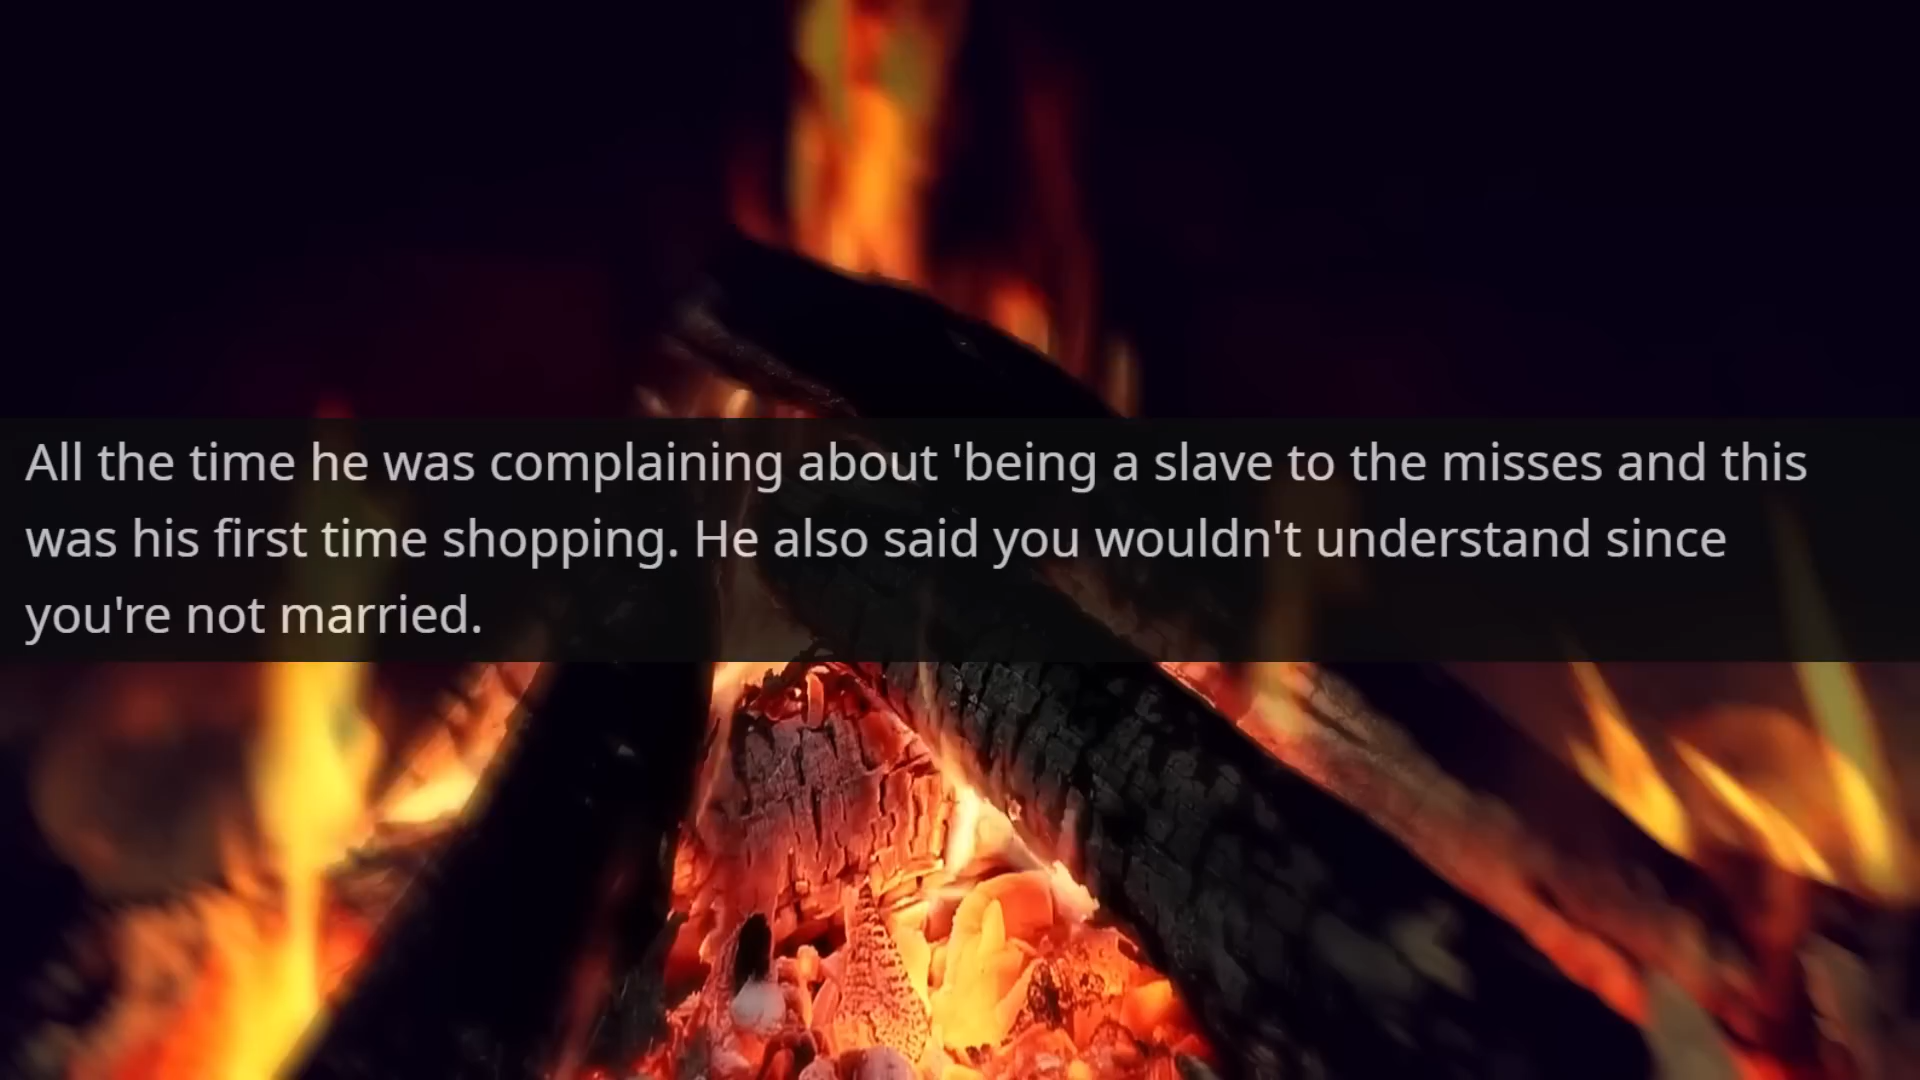 All the time he was complaining about 'being a slave to the misses and this
was his first time shopping. He also said you wouldn't understand since
you're not married.